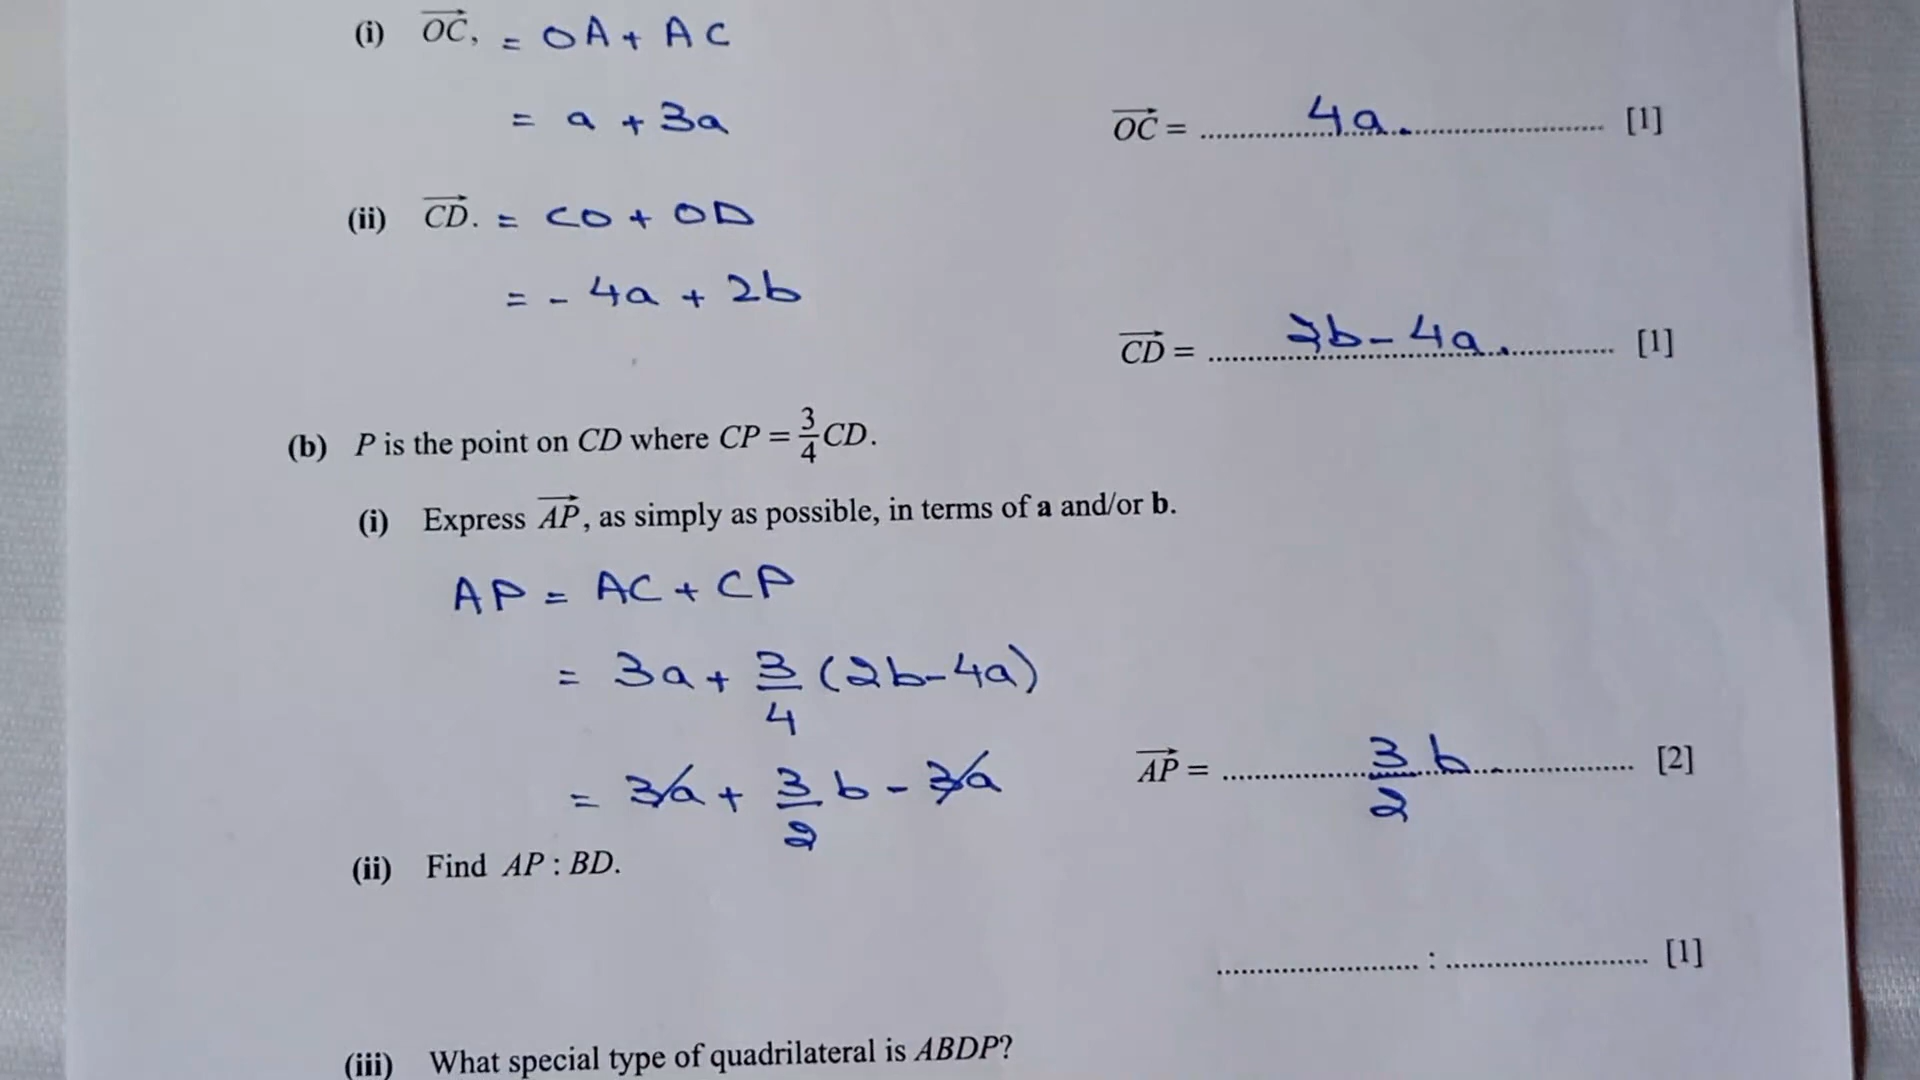 (i) OC, = OA + AC
= a + 3a
OC = 4a. [1]
(ii) CD. = CO + OD
= - 4a + 2b
CD = 2b - 4a. [1]
(b) P is the point on CD where CP = 3/4 CD.
(i) Express AP, as simply as possible, in terms of a and/or b.
AP = AC + CP
= 3a + 3/4 (2b - 4a)
= 3a + 3/2 b - 3a
AP = 3/2 b. [2]
(ii) Find AP : BD.
.......................... : .......................... [1]
(iii) What special type of quadrilateral is ABDP?